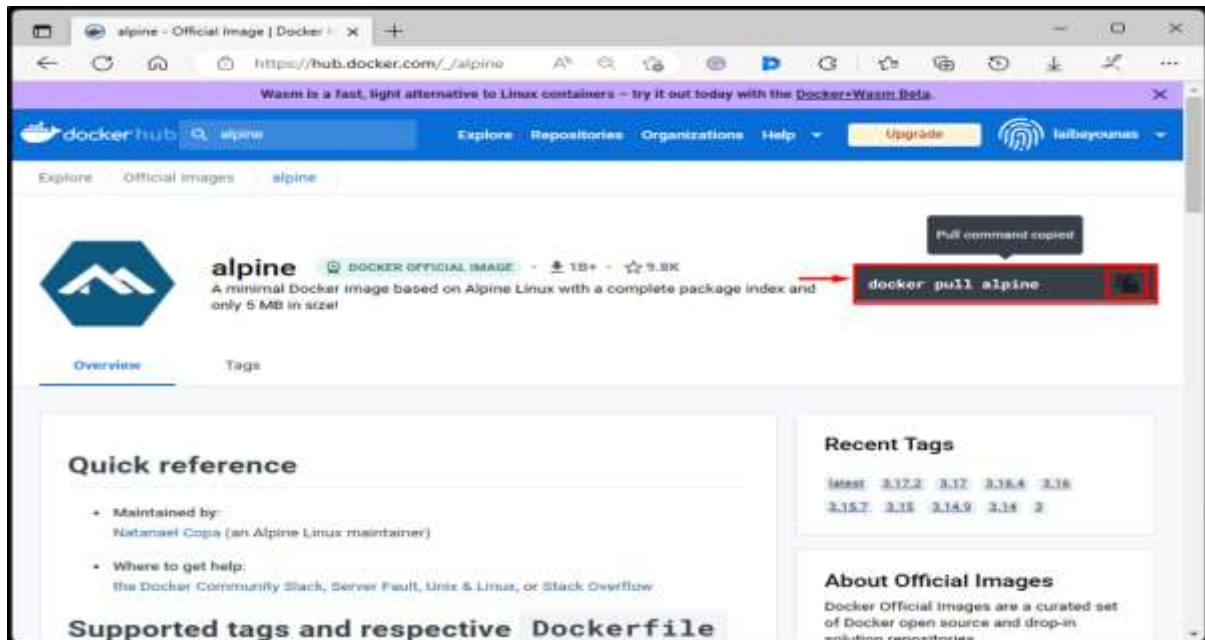 alpine - Official Image | Docker
https://hub.docker.com/_/alpine
Wasm is a fast, light alternative to Linux containers – try it out today with the Docker+Wasm Beta.
docker hub alpine Explore Repositories Organizations Help Upgrade laibayounas
Explore Official Images alpine
Pull command copied
alpine DOCKER OFFICIAL IMAGE · 1B+ · 9.8K
A minimal Docker image based on Alpine Linux with a complete package index and
only 5 MB in size!
docker pull alpine
Overview Tags
Quick reference
• Maintained by:
Natanael Copa (an Alpine Linux maintainer)
• Where to get help:
the Docker Community Slack, Server Fault, Unix & Linux, or Stack Overflow
Supported tags and respective Dockerfile
Recent Tags
latest 3.17.2 3.17 3.16.4 3.16
3.15.7 3.15 3.14.9 3.14 3
About Official Images
Docker Official Images are a curated set
of Docker open source and drop-in
solution repositories.